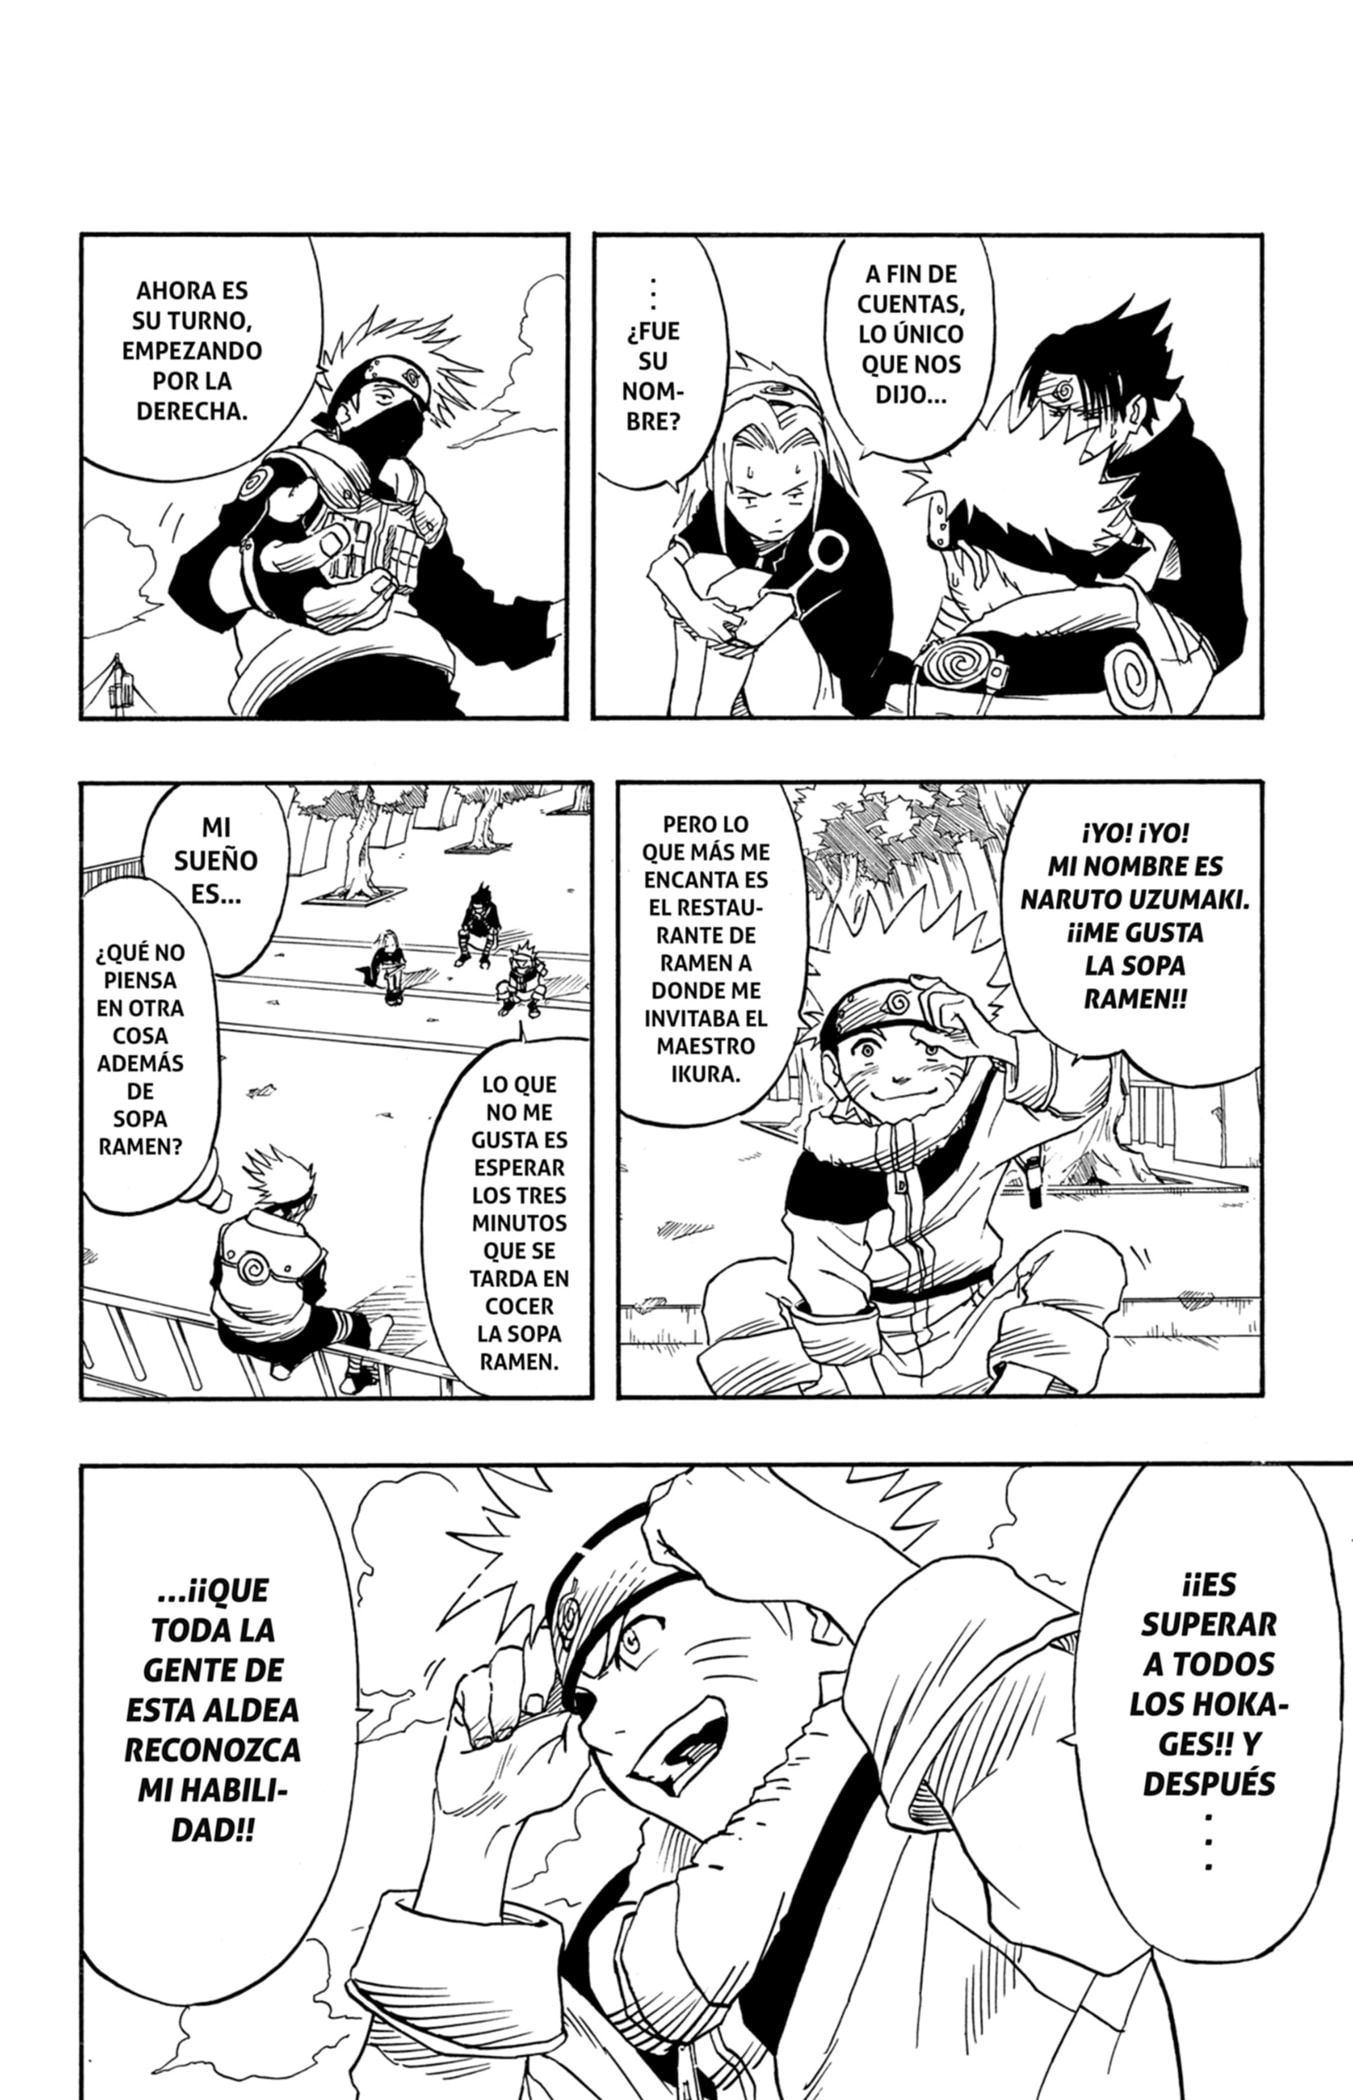 A FIN DE
CUENTAS,
LO ÚNICO
QUE NOS
DIJO...
...
¿FUE
SU
NOM-
BRE?
AHORA ES
SU TURNO,
EMPEZANDO
POR LA
DERECHA.
¡YO! ¡YO!
MI NOMBRE ES
NARUTO UZUMAKI.
¡¡ME GUSTA
LA SOPA
RAMEN!!
PERO LO
QUE MÁS ME
ENCANTA ES
EL RESTAU-
RANTE DE
RAMEN A
DONDE ME
INVITABA EL
MAESTRO
IKURA.
LO QUE
NO ME
GUSTA ES
ESPERAR
LOS TRES
MINUTOS
QUE SE
TARDA EN
COCER
LA SOPA
RAMEN.
MI
SUEÑO
ES...
¿QUÉ NO
PIENSA
EN OTRA
COSA
ADEMÁS
DE
SOPA
RAMEN?
¡¡ES
SUPERAR
A TODOS
LOS HOKA-
GES!! Y
DESPUÉS
...
...¡¡QUE
TODA LA
GENTE DE
ESTA ALDEA
RECONOZCA
MI HABILI-
DAD!!